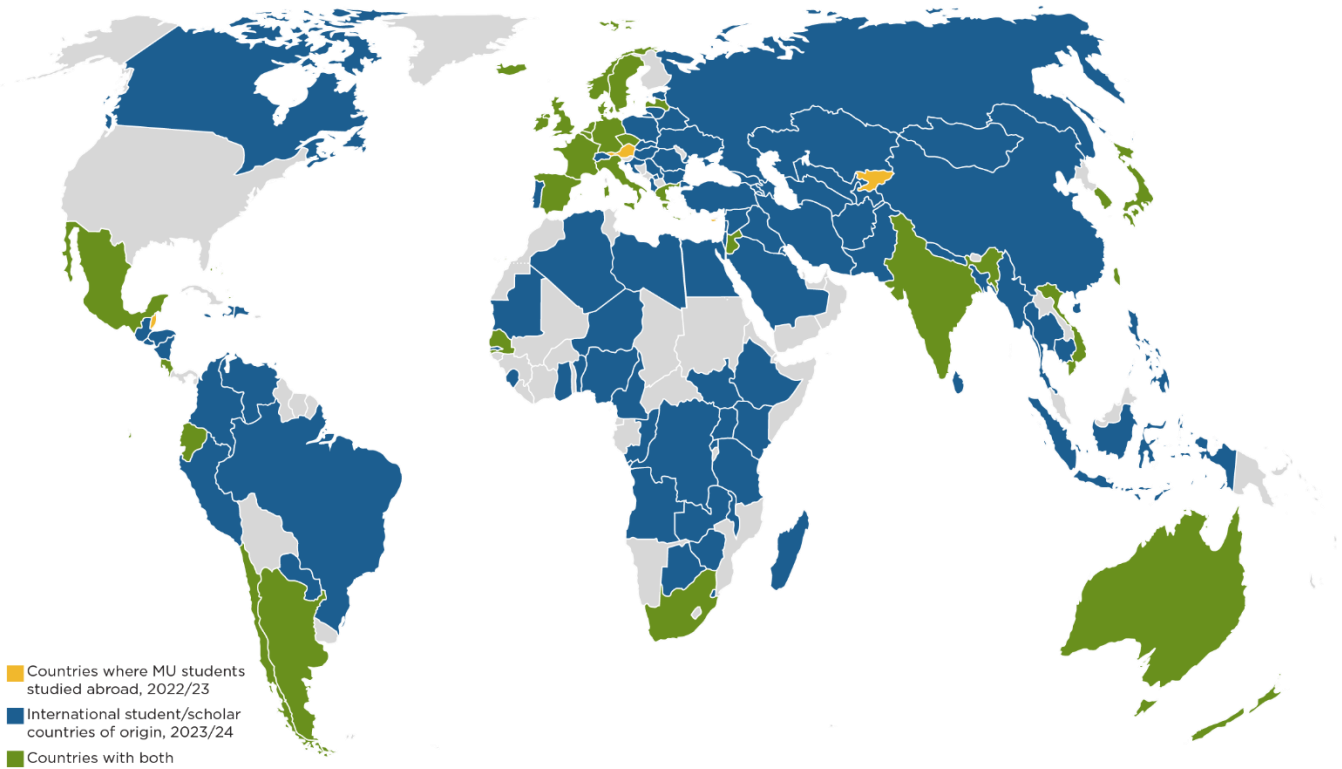 Countries where MU students
studied abroad, 2022/23
International student/scholar
countries of origin, 2023/24
Countries with both